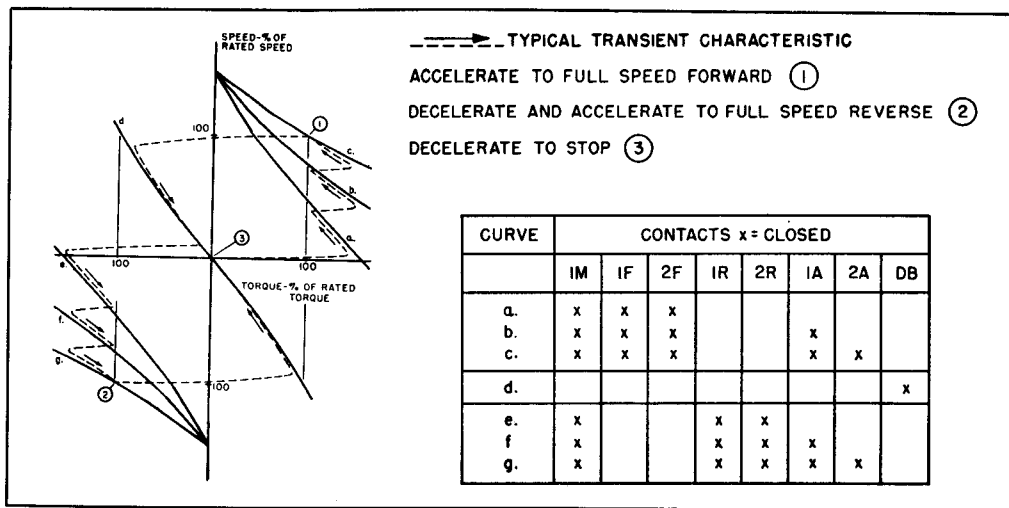 SPEED-% OF
RATED SPEED
TYPICAL TRANSIENT CHARACTERISTIC
ACCELERATE TO FULL SPEED FORWARD ①
DECELERATE AND ACCELERATE TO FULL SPEED REVERSE ②
DECELERATE TO STOP ③
d
100
①
c.
b.
a.
③
e.
100
100
TORQUE-% OF RATED
TORQUE
f.
g.
②
100
CURVE CONTACTS x = CLOSED
IM IF 2F IR 2R IA 2A DB
a. x x x
b. x x x x
c. x x x x x
d. x
e. x x x
f x x x x
g. x x x x x